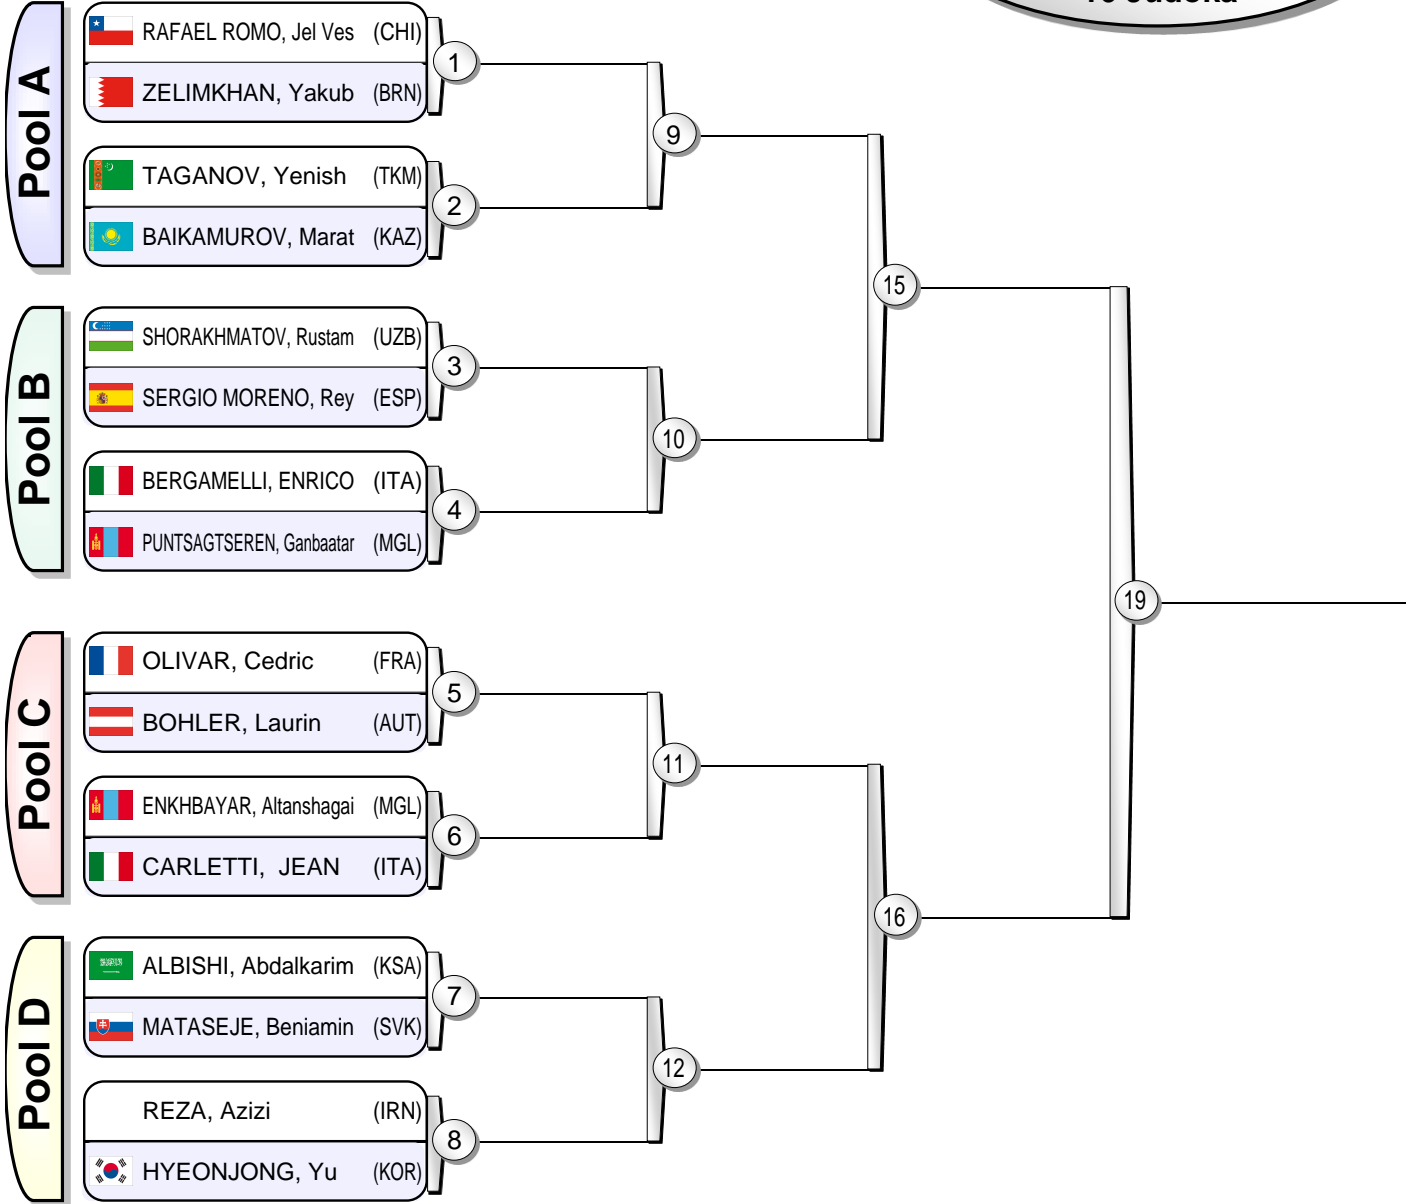 16 Judoka
Pool A
RAFAEL ROMO, Jel Ves (CHI)
1
ZELIMKHAN, Yakub (BRN)
9
TAGANOV, Yenish (TKM)
2
BAIKAMUROV, Marat (KAZ)
15
Pool B
SHORAKHMATOV, Rustam (UZB)
3
SERGIO MORENO, Rey (ESP)
10
BERGAMELLI, ENRICO (ITA)
4
PUNTSAGTSEREN, Ganbaatar (MGL)
19
Pool C
OLIVAR, Cedric (FRA)
5
BOHLER, Laurin (AUT)
11
ENKHBAYAR, Altanshagai (MGL)
6
CARLETTI, JEAN (ITA)
16
Pool D
ALBISHI, Abdalkarim (KSA)
7
MATASEJE, Beniamin (SVK)
12
REZA, Azizi (IRN)
8
HYEONJONG, Yu (KOR)